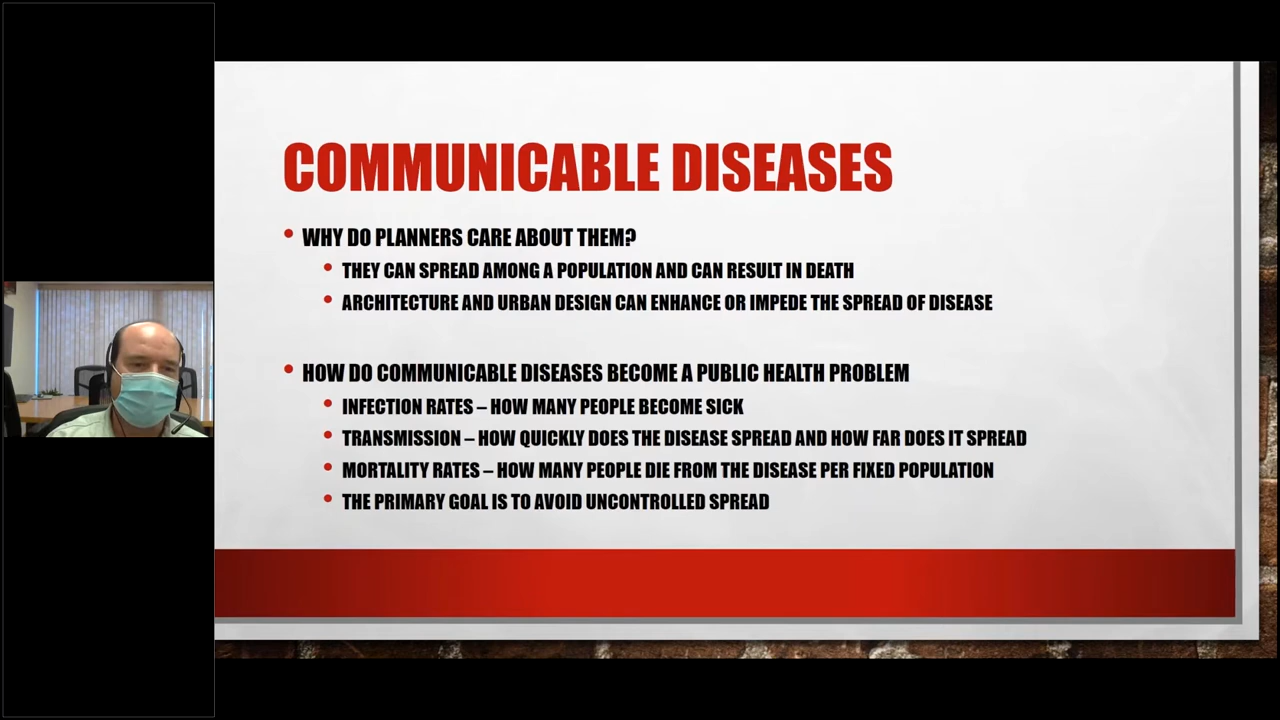 COMMUNICABLE DISEASES
WHY DO PLANNERS CARE ABOUT THEM?
THEY CAN SPREAD AMONG A POPULATION AND CAN RESULT IN DEATH
ARCHITECTURE AND URBAN DESIGN CAN ENHANCE OR IMPEDE THE SPREAD OF DISEASE
HOW DO COMMUNICABLE DISEASES BECOME A PUBLIC HEALTH PROBLEM
INFECTION RATES – HOW MANY PEOPLE BECOME SICK
TRANSMISSION – HOW QUICKLY DOES THE DISEASE SPREAD AND HOW FAR DOES IT SPREAD
MORTALITY RATES – HOW MANY PEOPLE DIE FROM THE DISEASE PER FIXED POPULATION
THE PRIMARY GOAL IS TO AVOID UNCONTROLLED SPREAD